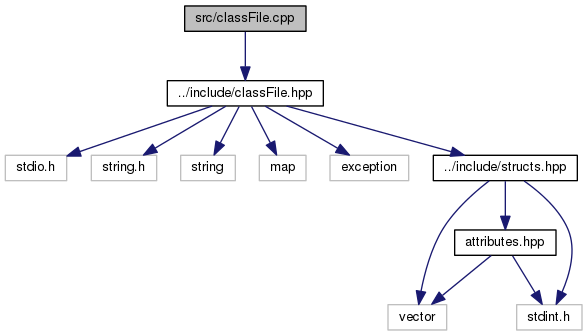 src/classFile.cpp
../include/classFile.hpp
stdio.h
string.h
string
map
exception
../include/structs.hpp
attributes.hpp
vector
stdint.h